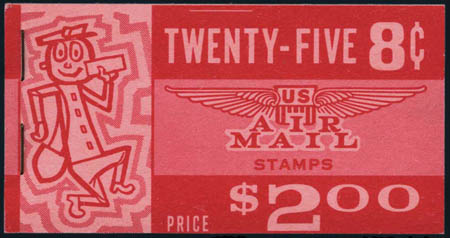 TWENTY-FIVE 8¢
US
AIR
MAIL
STAMPS
PRICE $2.00